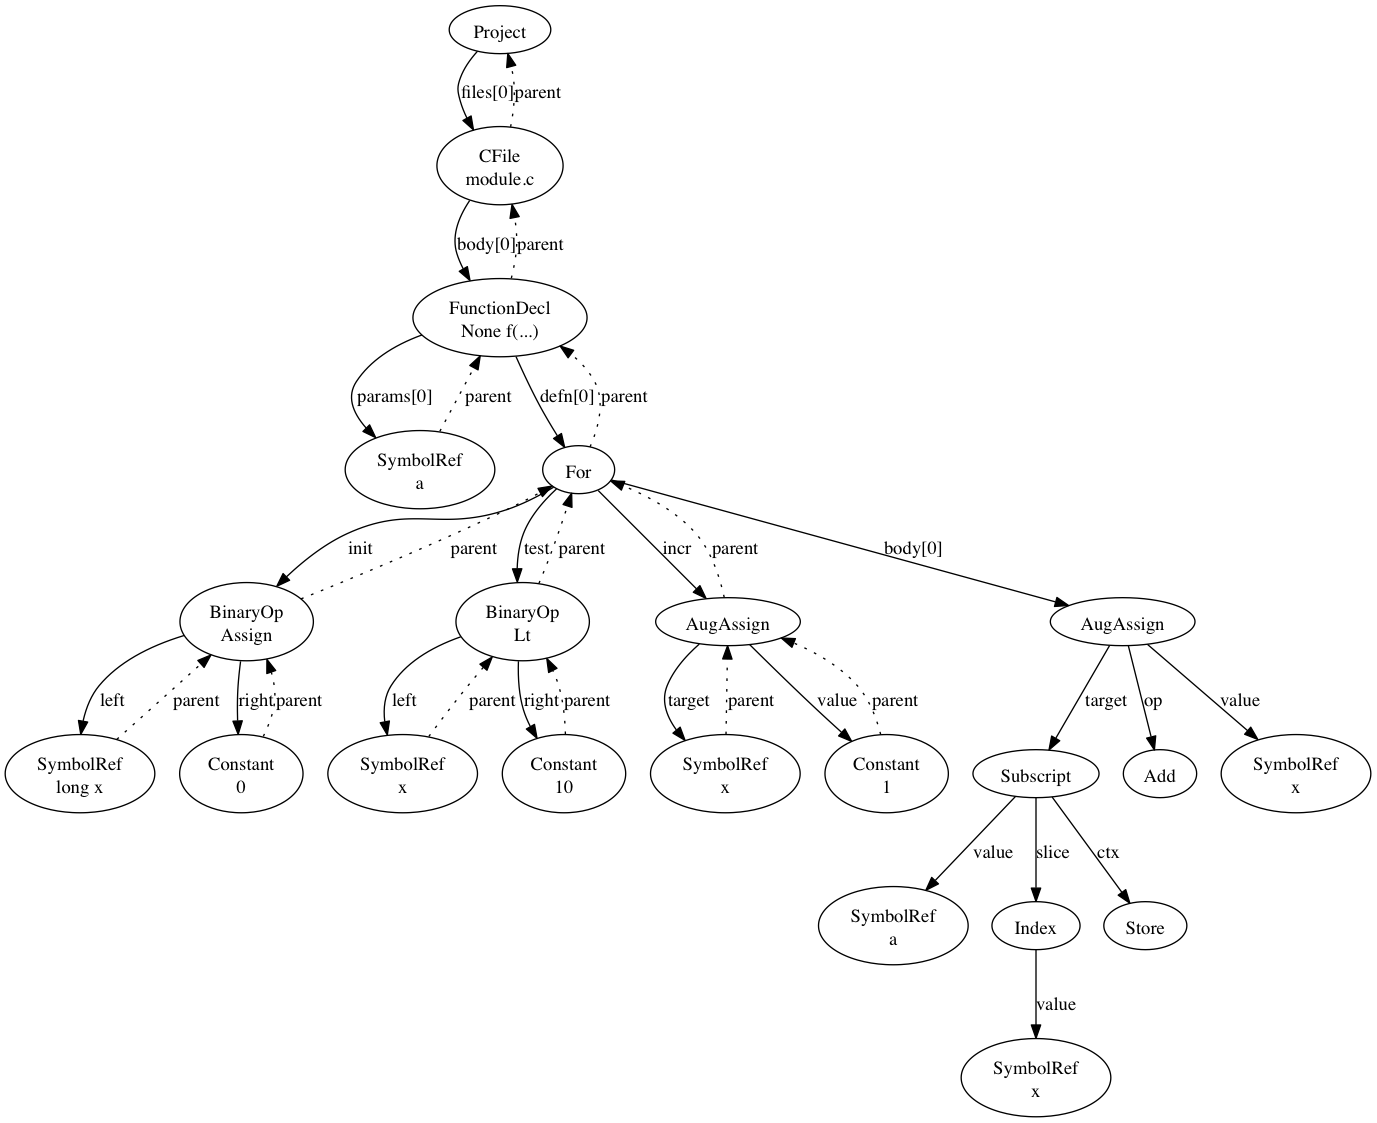 Project
files[0] parent
CFile
module.c
body[0] parent
FunctionDecl
None f(...)
params[0] parent defn[0] parent
SymbolRef
a
For
init parent test parent incr parent body[0]
BinaryOp
Assign
BinaryOp
Lt
AugAssign
AugAssign
left parent right parent left parent right parent target parent value parent target op value
SymbolRef
long x
Constant
0
SymbolRef
x
Constant
10
SymbolRef
x
Constant
1
Subscript
Add
SymbolRef
x
value slice ctx
SymbolRef
a
Index
Store
value
SymbolRef
x